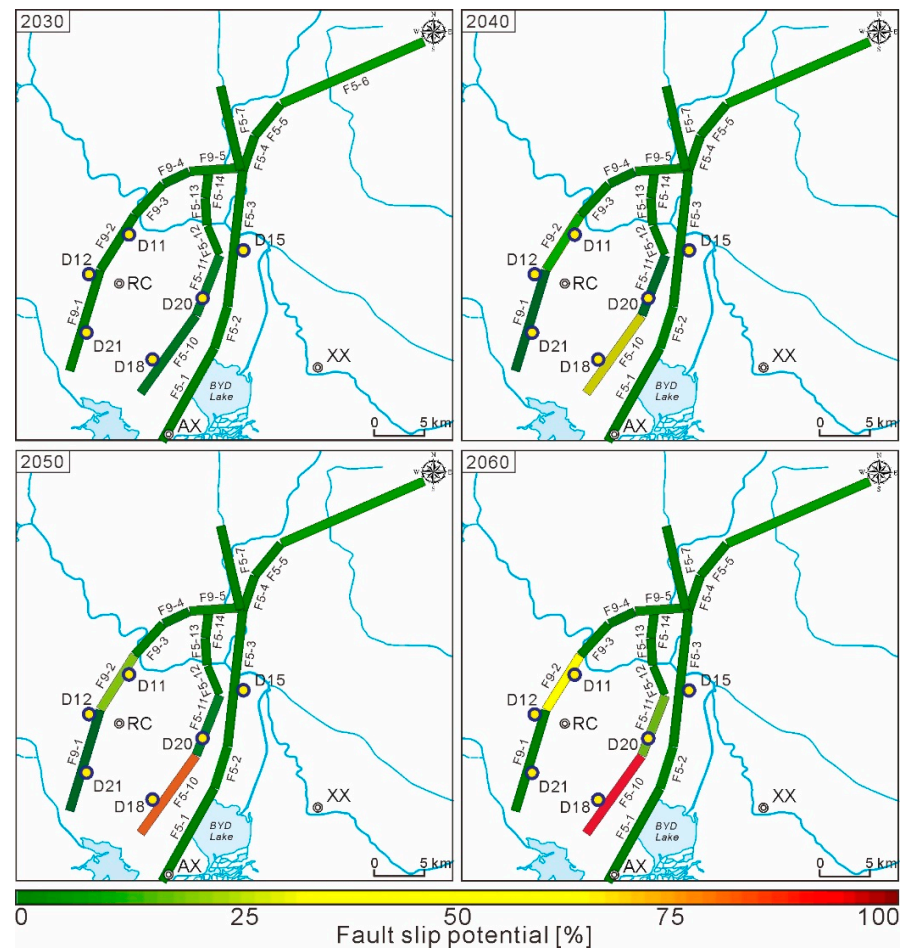 2030
F5-6
F5-7
F5-5
F5-4
F9-4
F9-5
F5-13
F5-14
F9-3
F5-3
F9-2
D11
F5-12
D15
D12
RC
F5-11
D20
F9-1
D21
F5-2
D18
F5-10
XX
F5-1
BYD
Lake
AX
0 5 km
2040
F5-7
F5-5
F5-4
F9-4
F9-5
F5-13
F5-14
F9-3
F5-3
F9-2
D11
F5-12
D15
D12
RC
F5-11
D20
F9-1
D21
F5-2
D18
F5-10
XX
F5-1
BYD
Lake
AX
0 5 km
2050
F5-7
F5-5
F5-4
F9-4
F9-5
F5-13
F5-14
F9-3
F5-3
F9-2
D11
F5-12
D15
D12
RC
F5-11
D20
F9-1
D21
F5-2
D18
F5-10
XX
F5-1
BYD
Lake
AX
0 5 km
2060
F5-7
F5-5
F5-4
F9-4
F9-5
F5-13
F5-14
F9-3
F5-3
F9-2
D11
F5-12
D15
D12
RC
F5-11
D20
F9-1
D21
F5-2
D18
F5-10
XX
F5-1
BYD
Lake
AX
0 5 km
0 25 50 75 100
Fault slip potential [%]